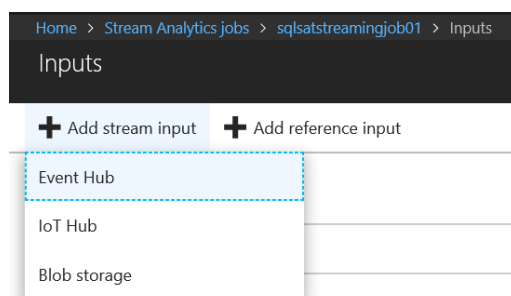 Home > Stream Analytics jobs > sqlsatstreamingjob01 > Inputs
Inputs
Add stream input Add reference input
Event Hub
IoT Hub
Blob storage